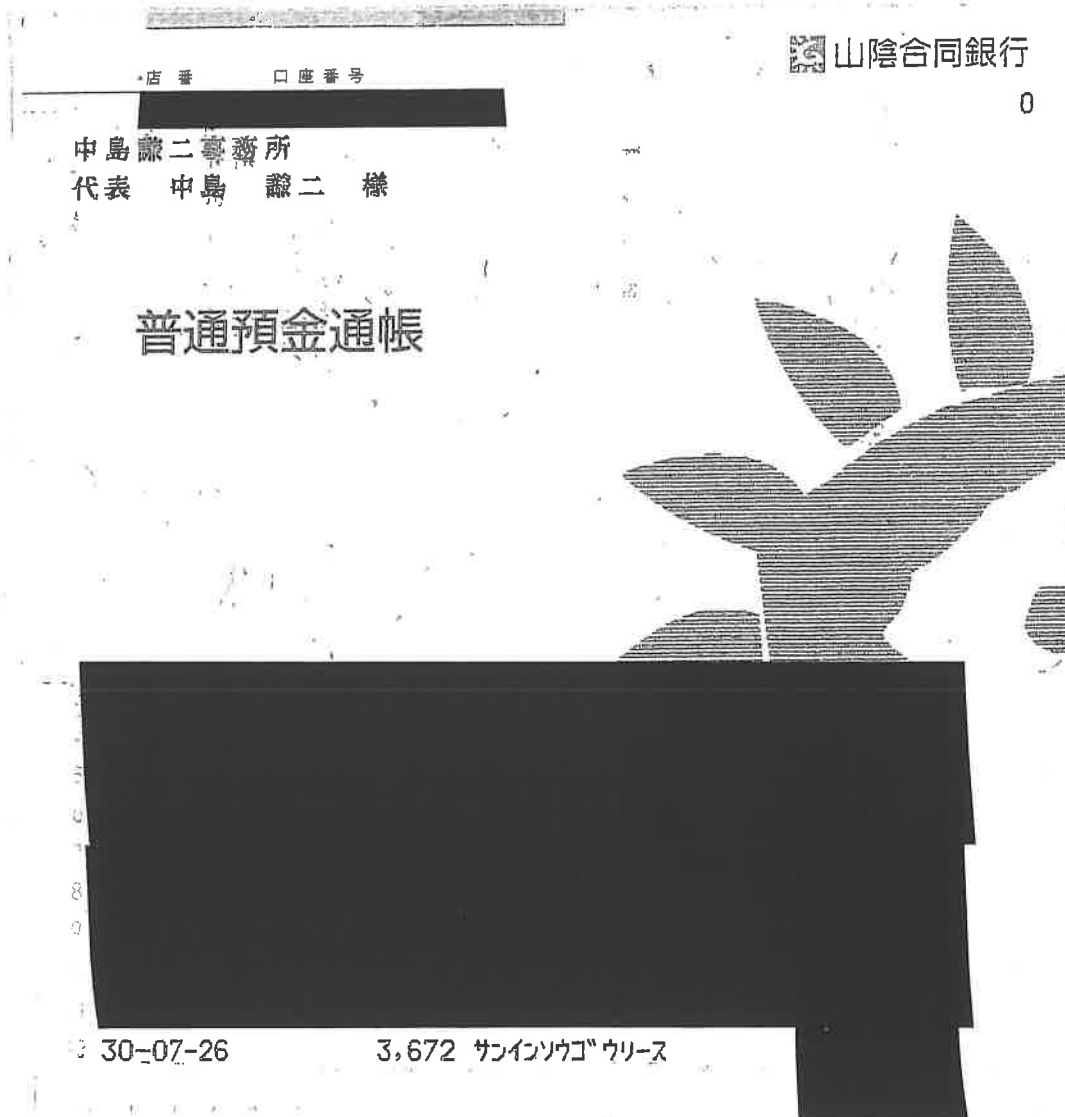 山陰合同銀行
店番 口座番号
0
中島謙二事務所
代表 中島 謙二 様
普通預金通帳
30-07-26 3,672 サンインソウゴウリース